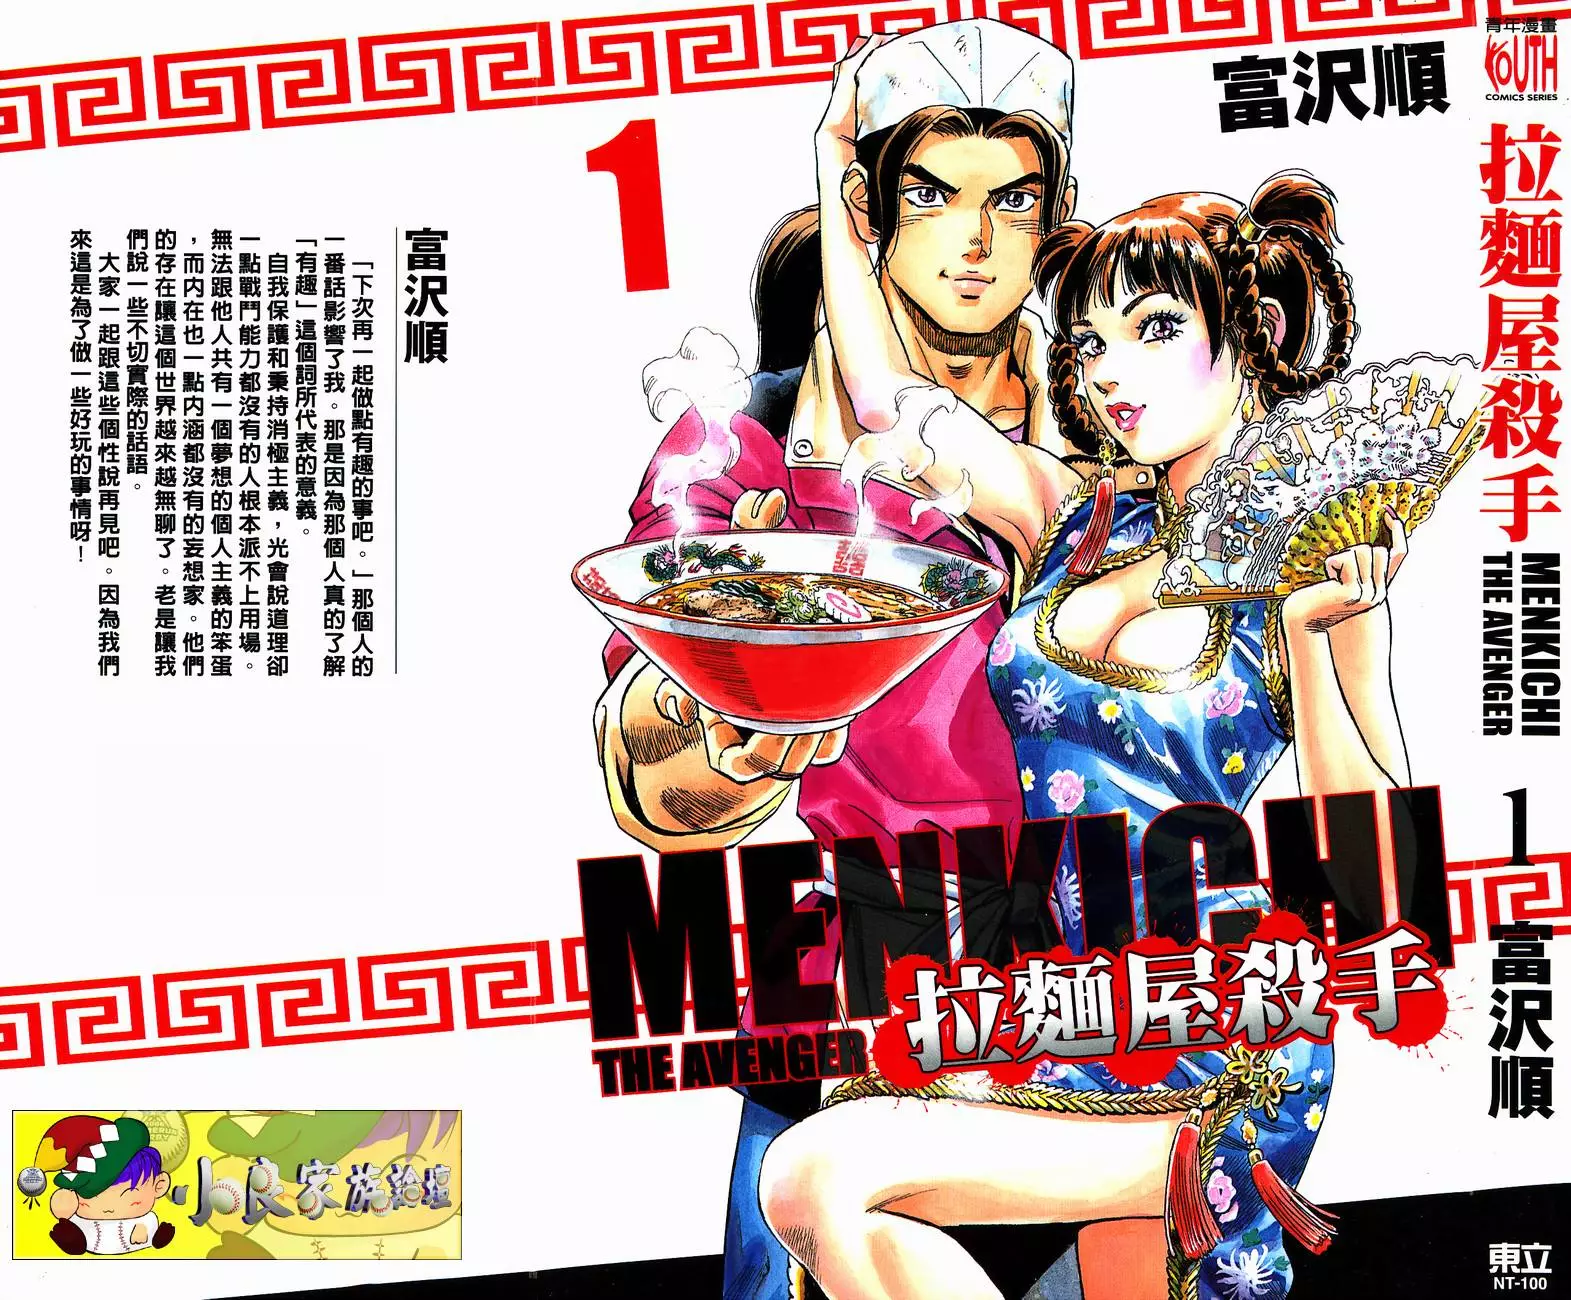 富沢順
「下次再一起做點有趣的事吧。」那個人的
一番話影響了我。那是因為那個人真的了解
「有趣」這個詞所代表的意義。
自我保護和秉持消極主義，光會說道理卻
一點戰鬥能力都沒有的人根本派不上用場。
無法跟他人共有一個夢想的個人主義的笨蛋
，而內在也一點內涵都沒有的妄想家。他們
的存在讓這個世界越來越無聊了。老是讓我
們說一些不切實際的話語。
大家一起跟這些個性說再見吧。因為我們
來這是為了做一些好玩的事情呀！
小良家族論壇
1
富沢順
囍
MENKICHI
THE AVENGER
拉麵屋殺手
青年漫畫
YOUTH
COMICS SERIES
拉麵屋殺手
MENKICHI
THE AVENGER
1
富沢順
東立
NT-100